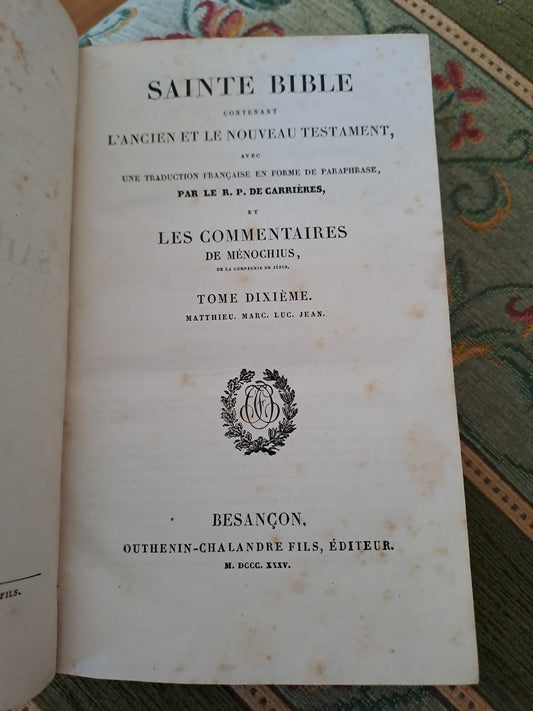 SAINTE BIBLE
CONTENANT
L'ANCIEN ET LE NOUVEAU TESTAMENT,
AVEC
UNE TRADUCTION FRANÇAISE EN FORME DE PARAPHRASE,
PAR LE R. P. DE CARRIÈRES,
ET
LES COMMENTAIRES
DE MÉNOCHIUS,
DE LA COMPAGNIE DE JÉSUS.
TOME DIXIÈME.
MATTHIEU. MARC. LUC. JEAN.
BESANÇON,
OUTHENIN-CHALANDRE FILS, ÉDITEUR.
M. DCCC. XXXV.
FILS.